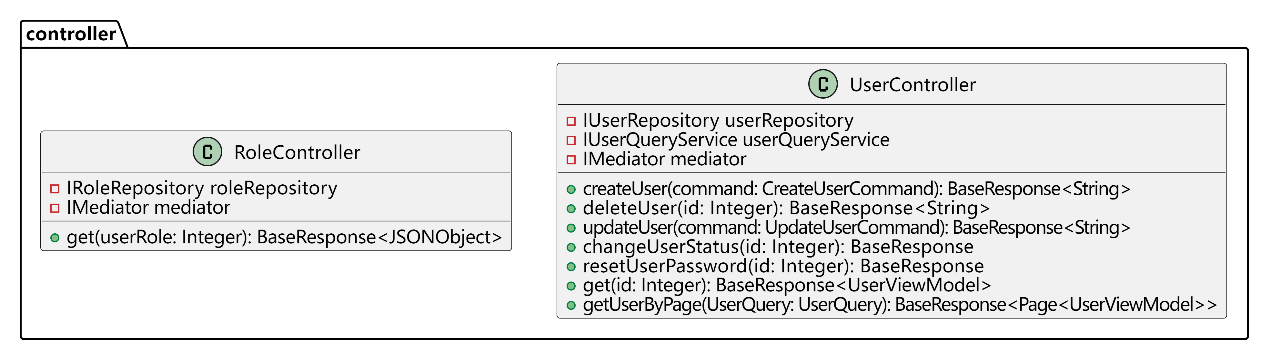 controller
C RoleController
IRoleRepository roleRepository
IMediator mediator
get(userRole: Integer): BaseResponse<JSONObject>
C UserController
IUserRepository userRepository
IUserQueryService userQueryService
IMediator mediator
createUser(command: CreateUserCommand): BaseResponse<String>
deleteUser(id: Integer): BaseResponse<String>
updateUser(command: UpdateUserCommand): BaseResponse<String>
changeUserStatus(id: Integer): BaseResponse
resetUserPassword(id: Integer): BaseResponse
get(id: Integer): BaseResponse<UserViewModel>
getUserByPage(UserQuery: UserQuery): BaseResponse<Page<UserViewModel>>